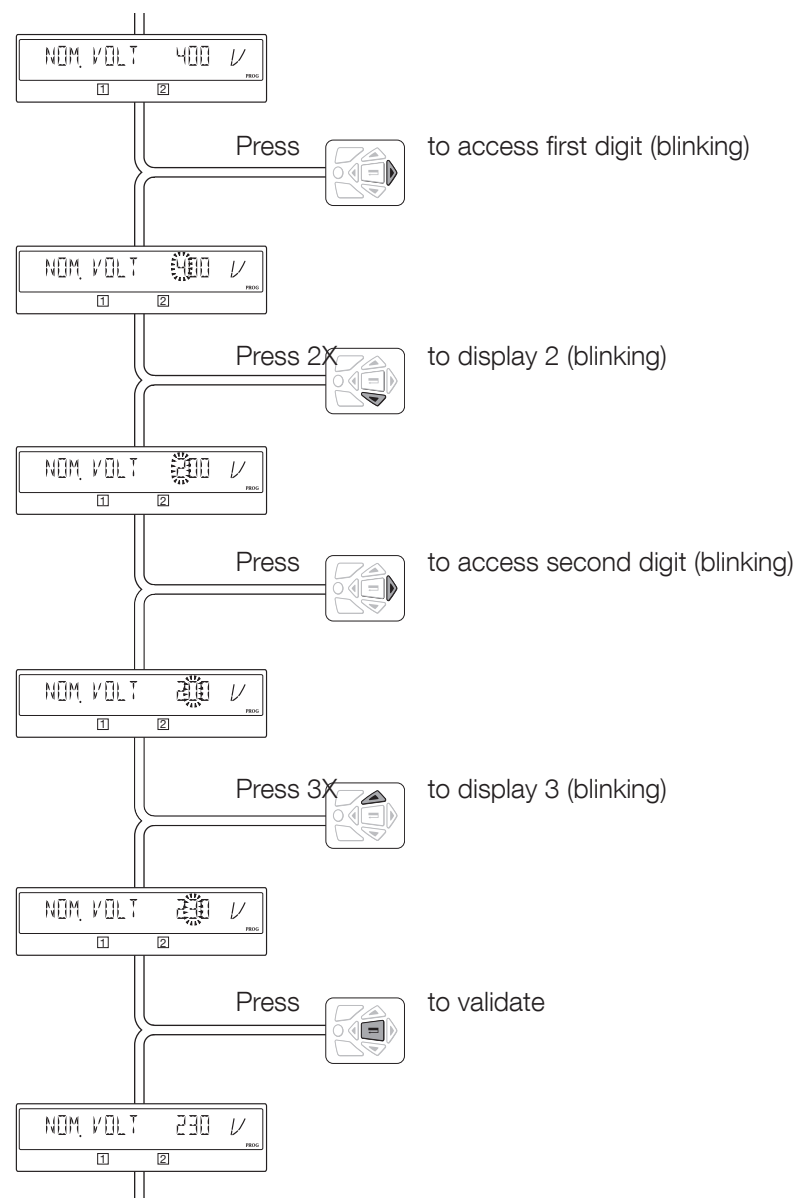 NOM. VOLT 400 V
PROG
1 2
Press to access first digit (blinking)
NOM. VOLT 400 V
PROG
1 2
Press 2X to display 2 (blinking)
NOM. VOLT 200 V
PROG
1 2
Press to access second digit (blinking)
NOM. VOLT 200 V
PROG
1 2
Press 3X to display 3 (blinking)
NOM. VOLT 230 V
PROG
1 2
Press to validate
NOM. VOLT 230 V
PROG
1 2